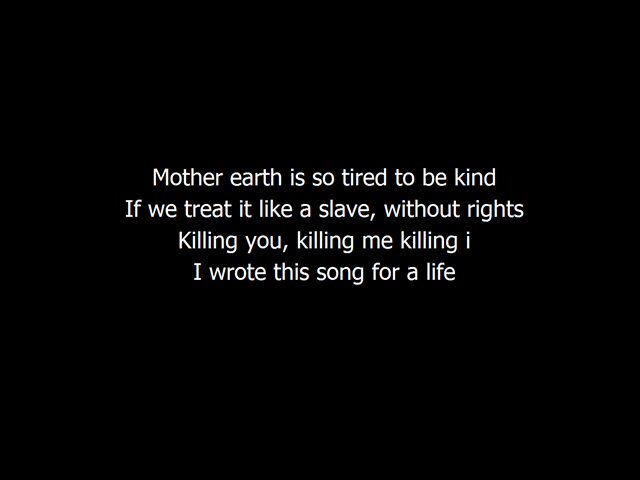 Mother earth is so tired to be kind
If we treat it like a slave, without rights
Killing you, killing me killing i
I wrote this song for a life